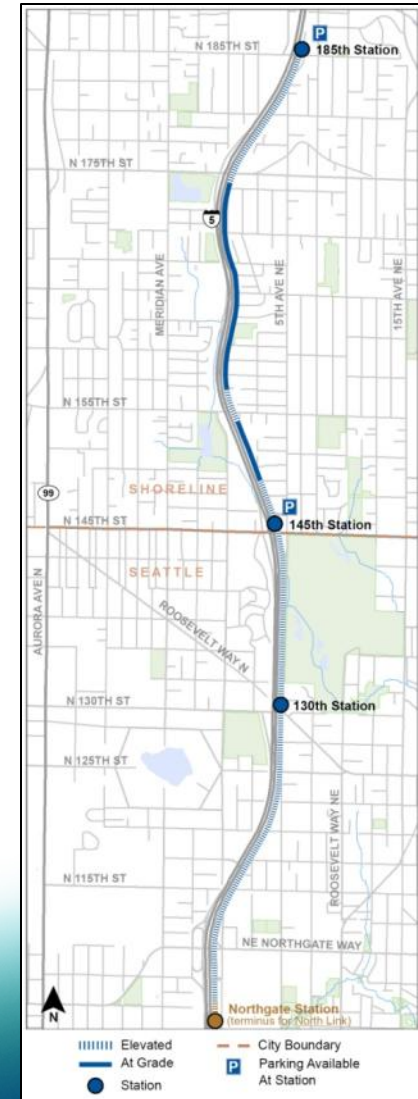 P
N 185TH ST
185th Station
N 175TH ST
5
MERIDIAN AVE
5TH AVE NE
15TH AVE NE
N 155TH ST
99
SHORELINE
P
N 145TH ST
145th Station
SEATTLE
AURORA AVE N
ROOSEVELT WAY N
N 130TH ST
130th Station
N 125TH ST
ROOSEVELT WAY NE
N 115TH ST
NE NORTHGATE WAY
Northgate Station
(terminus for North Link)
N
Elevated
At Grade
Station
City Boundary
P
Parking Available
At Station